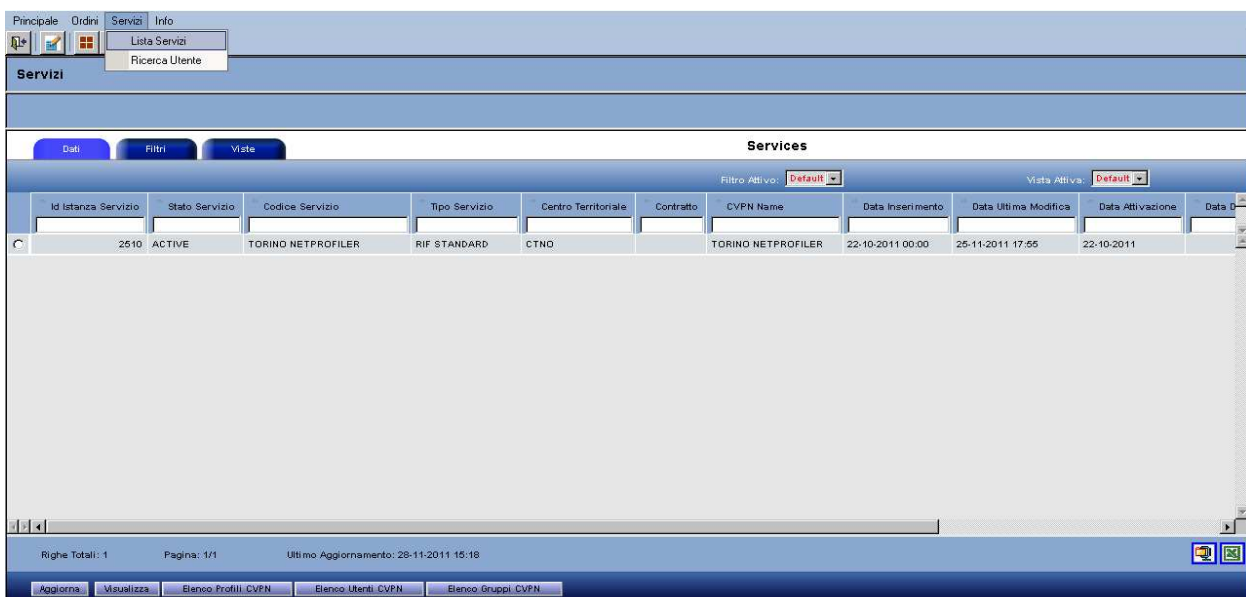 Principale Ordini Servizi Info
Lista Servizi
Ricerca Utente
Servizi
Dati Filtri Viste Services
Filtro Attivo: Default Vista Attiva: Default
Id Istanza Servizio Stato Servizio Codice Servizio Tipo Servizio Centro Territoriale Contratto CVPN Name Data Inserimento Data Ultima Modifica Data Attivazione Data D
2510 ACTIVE TORINO NETPROFILER RIF STANDARD CTNO TORINO NETPROFILER 22-10-2011 00:00 25-11-2011 17:55 22-10-2011
Righe Totali: 1 Pagina: 1/1 Ultimo Aggiornamento: 28-11-2011 15:18
Aggiorna Visualizza Elenco Profili CVPN Elenco Utenti CVPN Elenco Gruppi CVPN